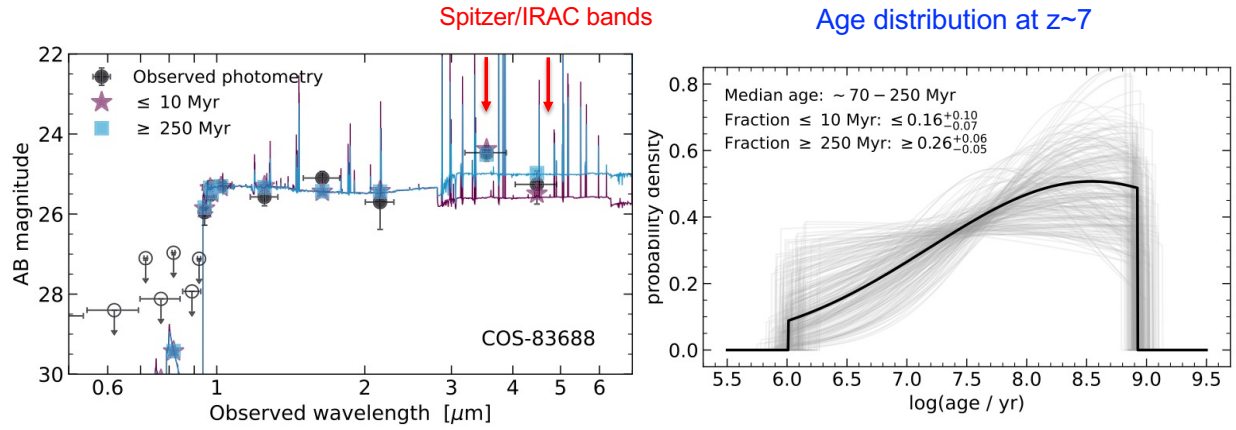 Spitzer/IRAC bands
Age distribution at z~7
22
24
26
28
30
AB magnitude
Observed photometry
≤ 10 Myr
≥ 250 Myr
COS-83688
0.6
1
2
3
4
5
6
Observed wavelength [μm]
0.8
0.6
0.4
0.2
0.0
probability density
Median age: ~ 70 − 250 Myr
Fraction ≤ 10 Myr: ≤ 0.16+0.10−0.07
Fraction ≥ 250 Myr: ≥ 0.26+0.06−0.05
5.5
6.0
6.5
7.0
7.5
8.0
8.5
9.0
9.5
log(age / yr)